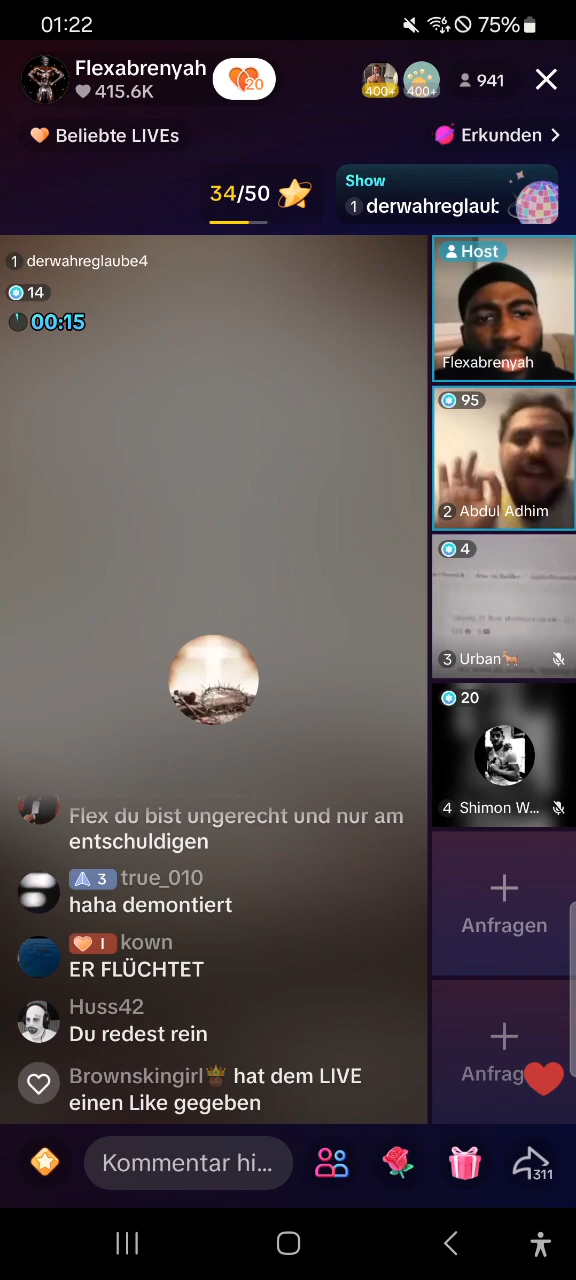 01:22
75%
Flexabrenyah
415.6K
20
400+
400+
941
Beliebte LIVEs
Erkunden
34/50
Show
1 derwahreglaub
1 derwahreglaube4
14
00:15
Host
Flexabrenyah
95
2 Abdul Adhim
4
3 Urban
20
4 Shimon W...
Anfragen
Anfrag
Flex du bist ungerecht und nur am
entschuldigen
3 true_010
haha demontiert
I kown
ER FLÜCHTET
Huss42
Du redest rein
Brownskingirl hat dem LIVE
einen Like gegeben
Kommentar hi...
311